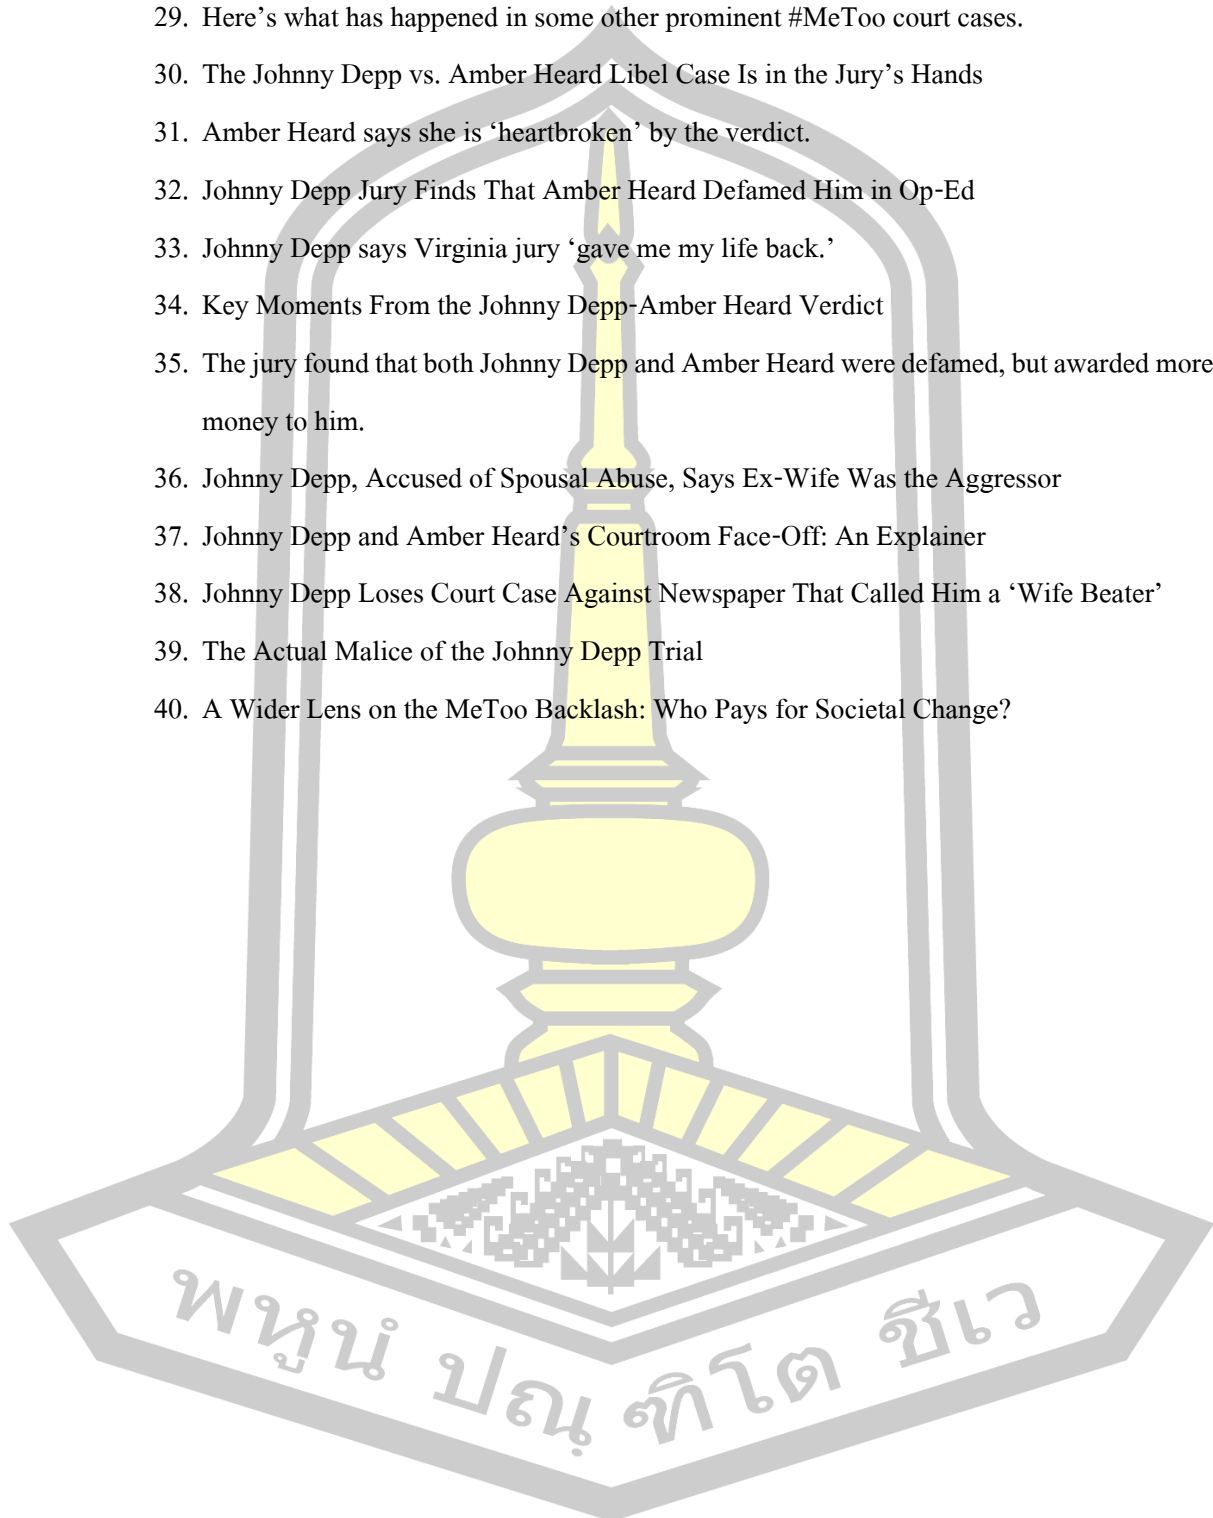 29. Here’s what has happened in some other prominent #MeToo court cases.
30. The Johnny Depp vs. Amber Heard Libel Case Is in the Jury’s Hands
31. Amber Heard says she is ‘heartbroken’ by the verdict.
32. Johnny Depp Jury Finds That Amber Heard Defamed Him in Op-Ed
33. Johnny Depp says Virginia jury ‘gave me my life back.’
34. Key Moments From the Johnny Depp-Amber Heard Verdict
35. The jury found that both Johnny Depp and Amber Heard were defamed, but awarded more
money to him.
36. Johnny Depp, Accused of Spousal Abuse, Says Ex-Wife Was the Aggressor
37. Johnny Depp and Amber Heard’s Courtroom Face-Off: An Explainer
38. Johnny Depp Loses Court Case Against Newspaper That Called Him a ‘Wife Beater’
39. The Actual Malice of the Johnny Depp Trial
40. A Wider Lens on the MeToo Backlash: Who Pays for Societal Change?
พหูนํ ปณฺ ฑิโต ชีเว